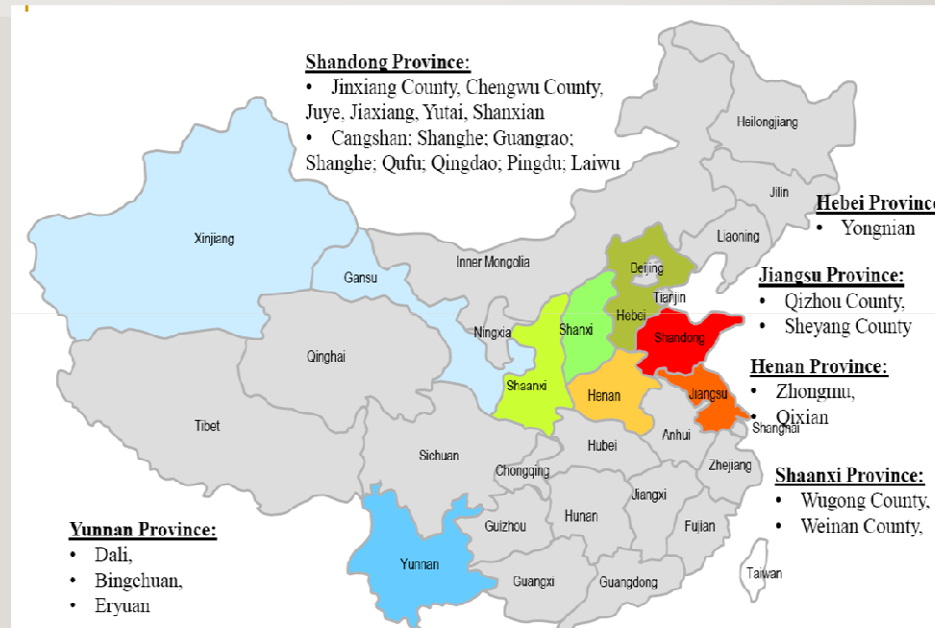 Shandong Province:
• Jinxiang County, Chengwu County,
Juye, Jiaxiang, Yutai, Shanxian
• Cangshan; Shanghe; Guangrao;
Shanghe; Qufu; Qingdao; Pingdu; Laiwu
Heilongjiang
Jilin
Hebei Province
• Yongnian
Liaoning
Xinjiang
Inner Mongolia
Gansu
Deijing
Tianjin
Jiangsu Province:
• Qizhou County,
• Sheyang County
Ningxia
Shanxi
Hebei
Shandong
Qinghai
Henan Province:
• Zhongmu,
• Qixian
Shaanxi
Henan
Jiangsu
Shanghai
Tibet
Anhui
Sichuan
Hubei
Chongqing
Zhejiang
Shaanxi Province:
• Wugong County,
• Weinan County,
Jiangxi
Hunan
Guizhou
Fujian
Yunnan Province:
• Dali,
• Bingchuan,
• Eryuan
Yunnan
Guangxi
Guangdong
Taiwan